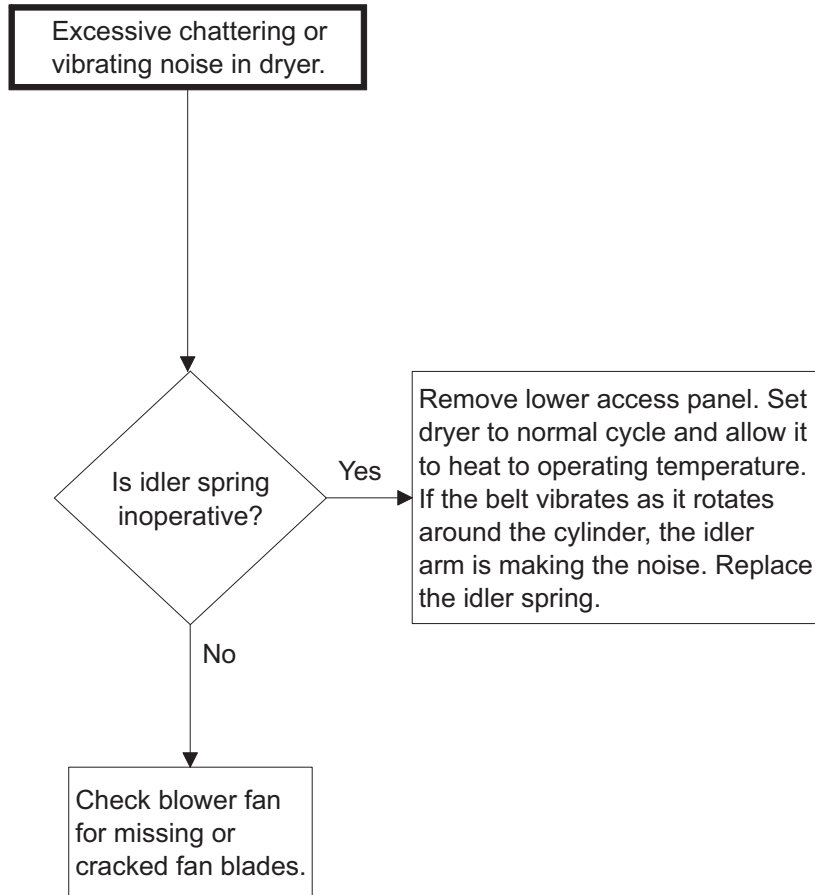 Excessive chattering or
vibrating noise in dryer.
Is idler spring
inoperative?
Yes
Remove lower access panel. Set
dryer to normal cycle and allow it
to heat to operating temperature.
If the belt vibrates as it rotates
around the cylinder, the idler
arm is making the noise. Replace
the idler spring.
No
Check blower fan
for missing or
cracked fan blades.